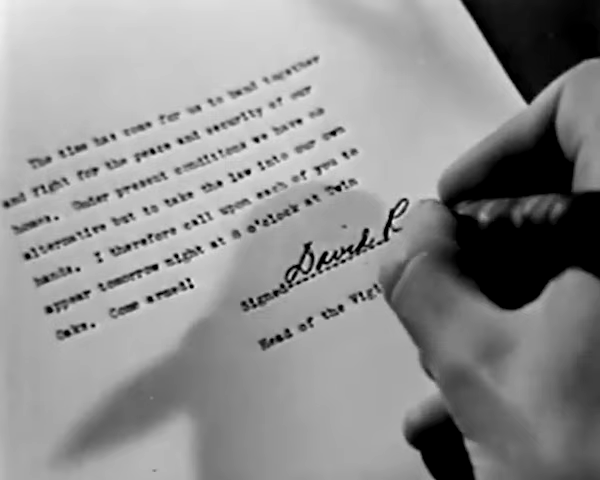 The time has come for us to band together
and fight for the peace and security of our
homes. Under present conditions we have no
alternative but to take the law into our own
hands. I therefore call upon each of you to
appear tomorrow night at 8 o'clock at Twin
Oaks. Come armed!
Signed David R
Head of the Vigi